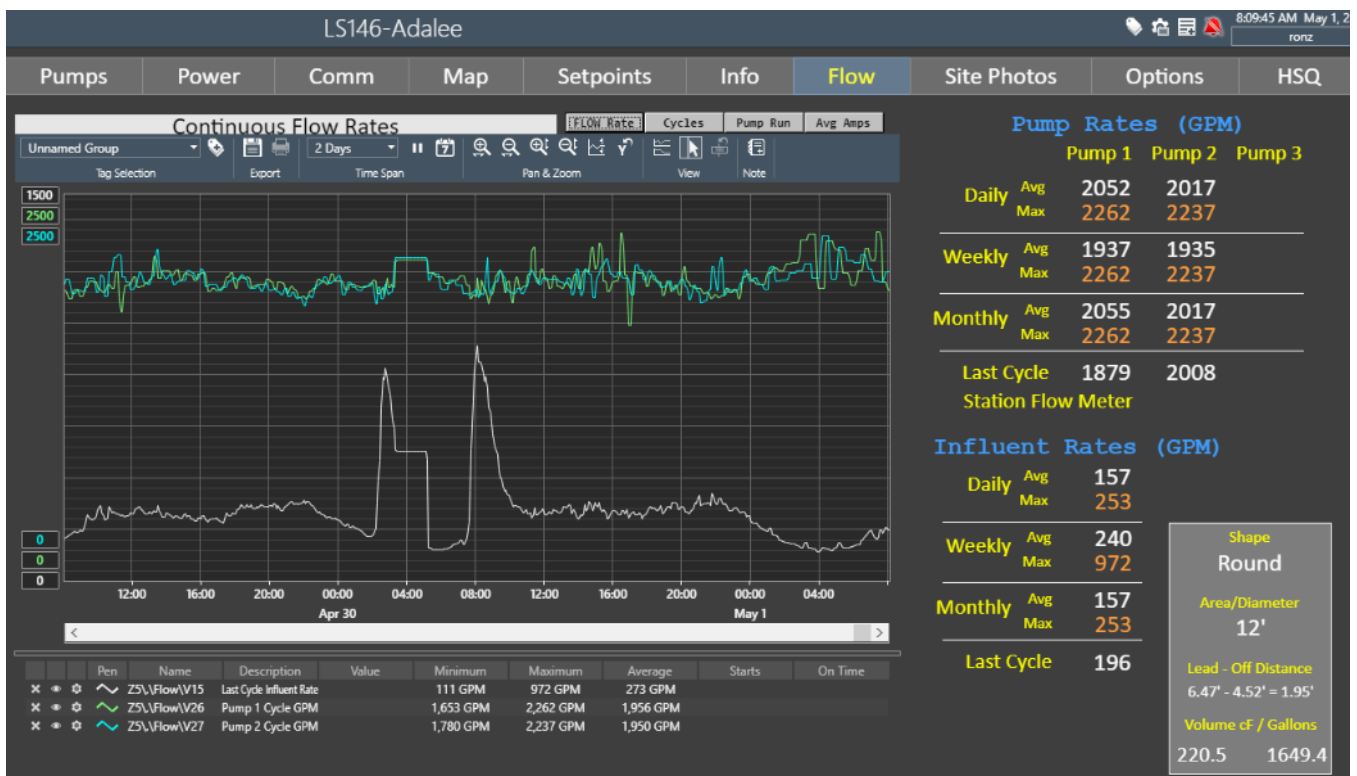 LS146-Adalee
8:09:45 AM May 1, 2
ronz
Pumps Power Comm Map Setpoints Info Flow Site Photos Options HSQ
Continuous Flow Rates
FLOW Rate Cycles Pump Run Avg Amps
Unnamed Group 2 Days 7
Tag Selection Export Time Span Pan & Zoom View Note
1500
2500
2500
0
0
0
12:00 16:00 20:00 00:00 04:00 08:00 12:00 16:00 20:00 00:00 04:00
Apr 30 May 1
Pen Name Description Value Minimum Maximum Average Starts On Time
Z5\.\Flow\V15 Last Cycle Influent Rate 111 GPM 972 GPM 273 GPM
Z5\.\Flow\V26 Pump 1 Cycle GPM 1,653 GPM 2,262 GPM 1,956 GPM
Z5\.\Flow\V27 Pump 2 Cycle GPM 1,780 GPM 2,237 GPM 1,950 GPM
Pump Rates (GPM)
Pump 1 Pump 2 Pump 3
Daily Avg 2052 2017
Max 2262 2237
Weekly Avg 1937 1935
Max 2262 2237
Monthly Avg 2055 2017
Max 2262 2237
Last Cycle 1879 2008
Station Flow Meter
Influent Rates (GPM)
Daily Avg 157
Max 253
Weekly Avg 240
Max 972
Monthly Avg 157
Max 253
Last Cycle 196
Shape
Round
Area/Diameter
12'
Lead - Off Distance
6.47' - 4.52' = 1.95'
Volume cF / Gallons
220.5 1649.4